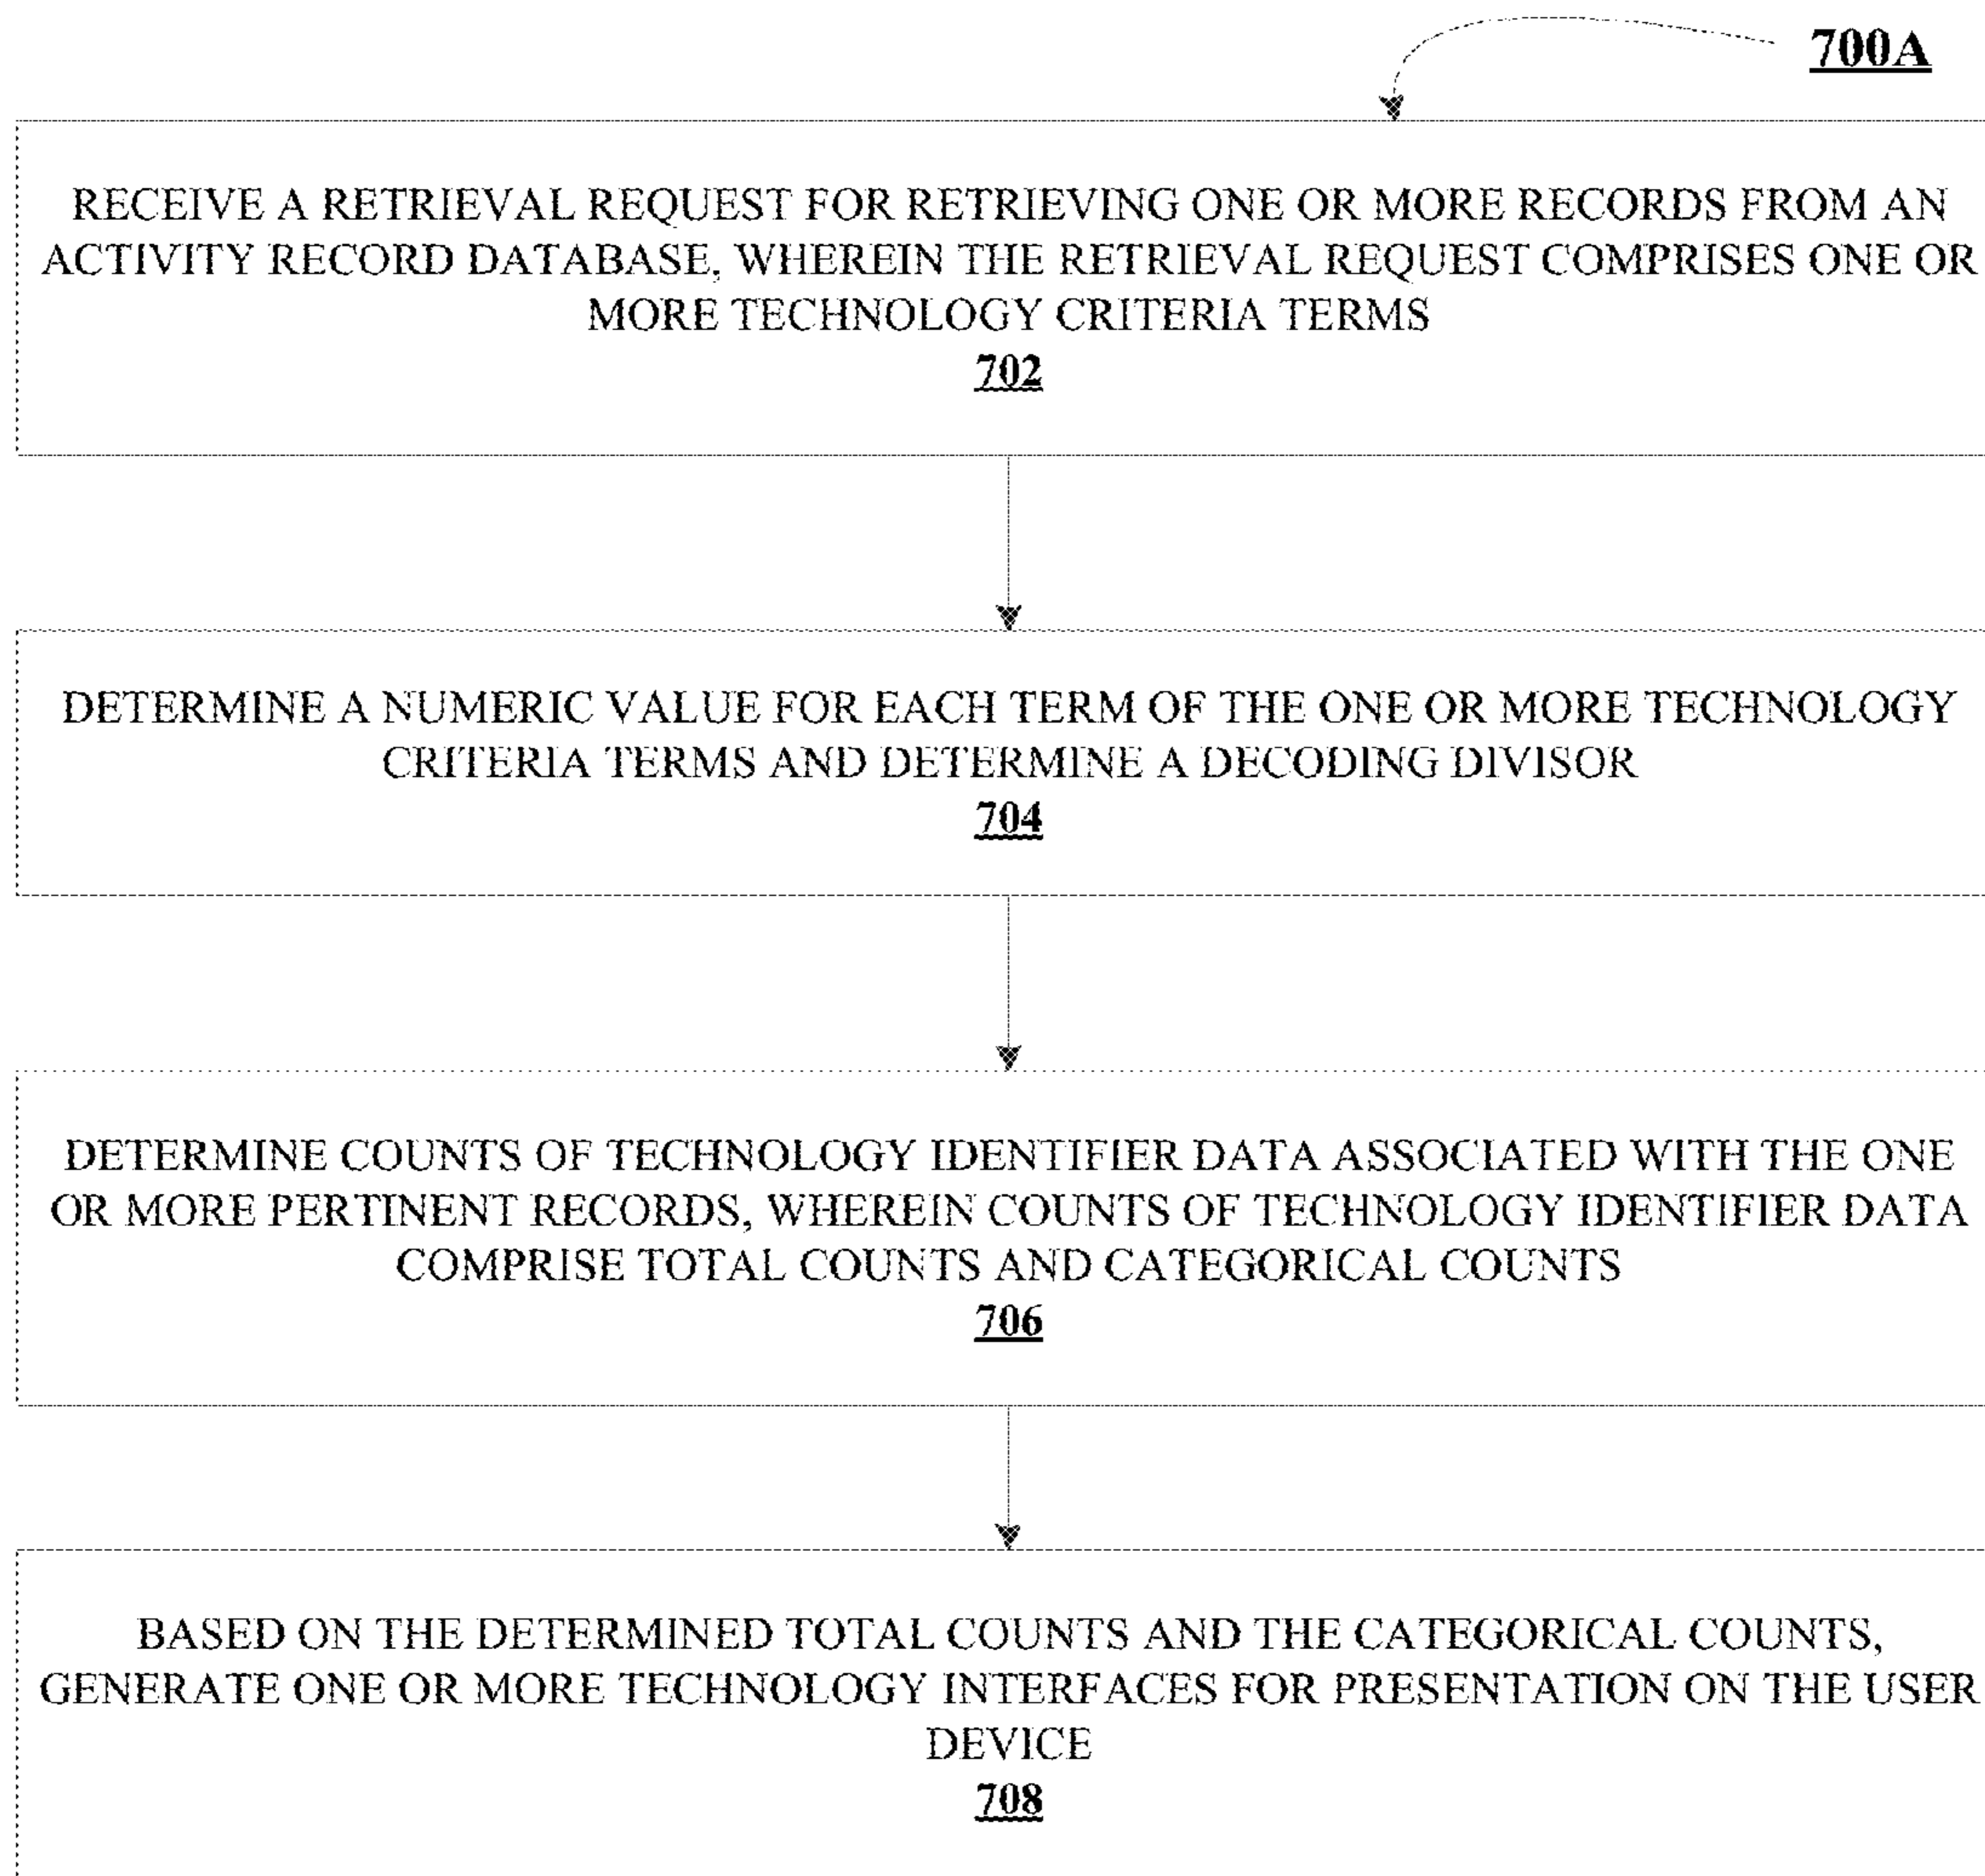 700A
RECEIVE A RETRIEVAL REQUEST FOR RETRIEVING ONE OR MORE RECORDS FROM AN
ACTIVITY RECORD DATABASE, WHEREIN THE RETRIEVAL REQUEST COMPRISES ONE OR
MORE TECHNOLOGY CRITERIA TERMS
702
DETERMINE A NUMERIC VALUE FOR EACH TERM OF THE ONE OR MORE TECHNOLOGY
CRITERIA TERMS AND DETERMINE A DECODING DIVISOR
704
DETERMINE COUNTS OF TECHNOLOGY IDENTIFIER DATA ASSOCIATED WITH THE ONE
OR MORE PERTINENT RECORDS, WHEREIN COUNTS OF TECHNOLOGY IDENTIFIER DATA
COMPRISE TOTAL COUNTS AND CATEGORICAL COUNTS
706
BASED ON THE DETERMINED TOTAL COUNTS AND THE CATEGORICAL COUNTS,
GENERATE ONE OR MORE TECHNOLOGY INTERFACES FOR PRESENTATION ON THE USER
DEVICE
708